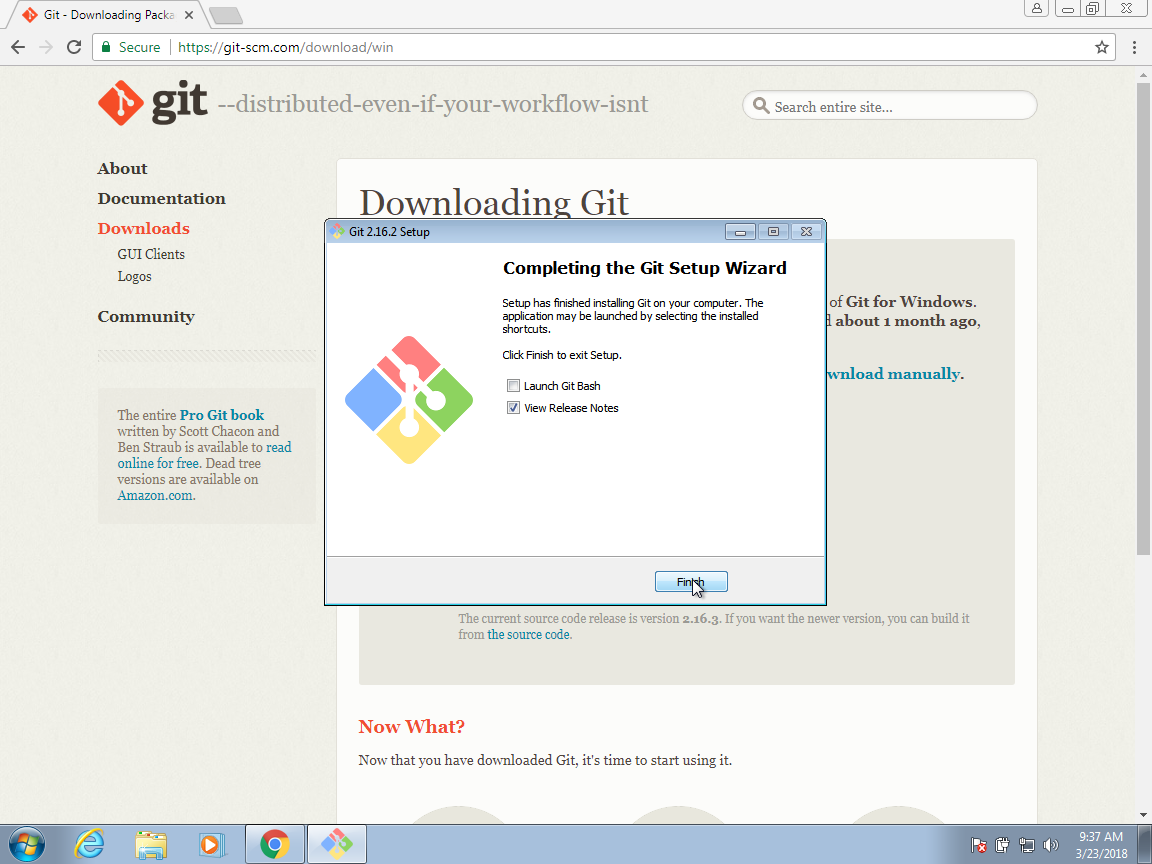 Git - Downloading Packa
Secure https://git-scm.com/download/win
git --distributed-even-if-your-workflow-isnt
Search entire site...
About
Documentation
Downloads
GUI Clients
Logos
Community
The entire Pro Git book
written by Scott Chacon and
Ben Straub is available to read
online for free. Dead tree
versions are available on
Amazon.com.
Downloading Git
of Git for Windows.
about 1 month ago,
wnload manually.
Git 2.16.2 Setup
Completing the Git Setup Wizard
Setup has finished installing Git on your computer. The
application may be launched by selecting the installed
shortcuts.
Click Finish to exit Setup.
Launch Git Bash
View Release Notes
Finish
The current source code release is version 2.16.3. If you want the newer version, you can build it
from the source code.
Now What?
Now that you have downloaded Git, it's time to start using it.
9:37 AM
3/23/2018